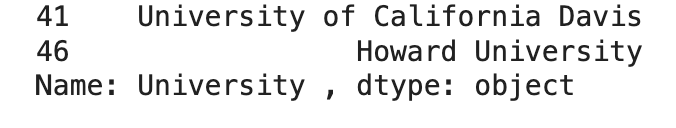 41    University of California Davis
46                 Howard University
Name: University , dtype: object